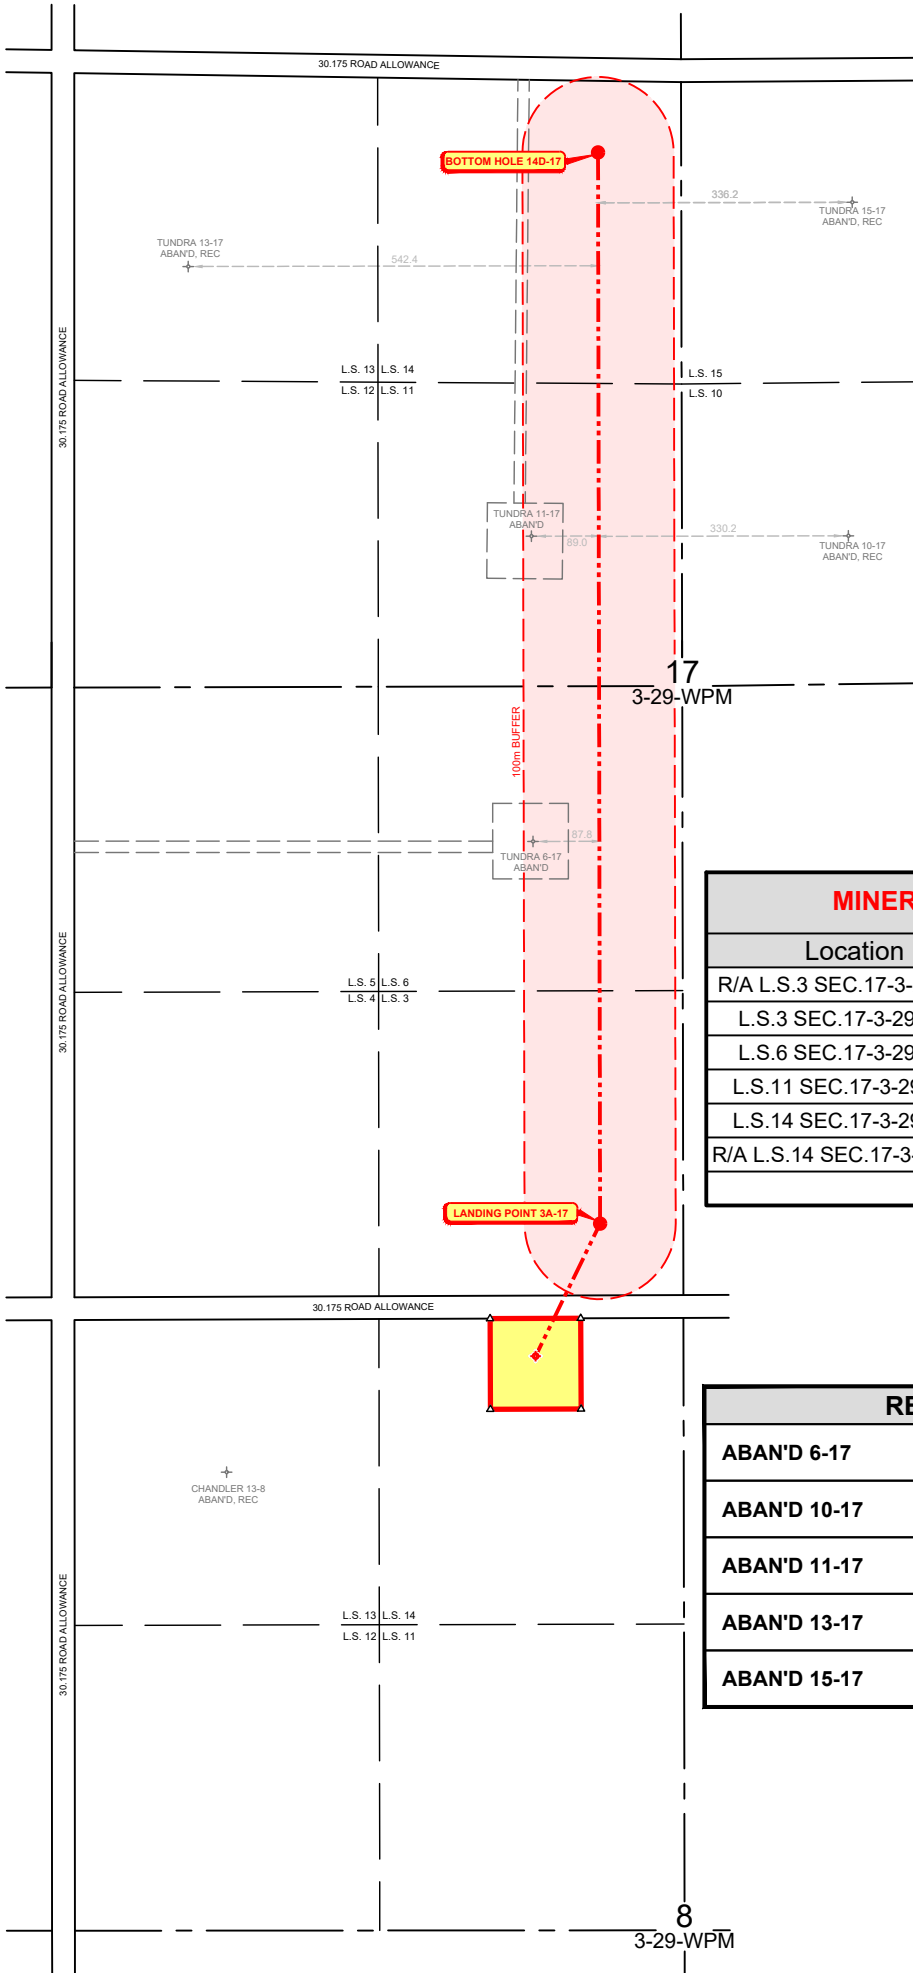 30.175 ROAD ALLOWANCE
BOTTOM HOLE 14D-17
336.2
TUNDRA 15-17
ABAN'D, REC
TUNDRA 13-17
ABAN'D, REC
542.4
30.175 ROAD ALLOWANCE
L.S. 13 L.S. 14
L.S. 12 L.S. 11
L.S. 15
L.S. 10
TUNDRA 11-17
ABAN'D
89.0
330.2
TUNDRA 10-17
ABAN'D, REC
17
3-29-WPM
100m BUFFER
87.8
TUNDRA 6-17
ABAN'D
MINER
Location
R/A L.S.3 SEC.17-3-
L.S.3 SEC.17-3-29
L.S.6 SEC.17-3-29
L.S.11 SEC.17-3-29
L.S.14 SEC.17-3-29
R/A L.S.14 SEC.17-3-
30.175 ROAD ALLOWANCE
L.S. 5 L.S. 6
L.S. 4 L.S. 3
LANDING POINT 3A-17
30.175 ROAD ALLOWANCE
CHANDLER 13-8
ABAN'D, REC
RE
ABAN'D 6-17
ABAN'D 10-17
ABAN'D 11-17
ABAN'D 13-17
ABAN'D 15-17
30.175 ROAD ALLOWANCE
L.S. 13 L.S. 14
L.S. 12 L.S. 11
8
3-29-WPM